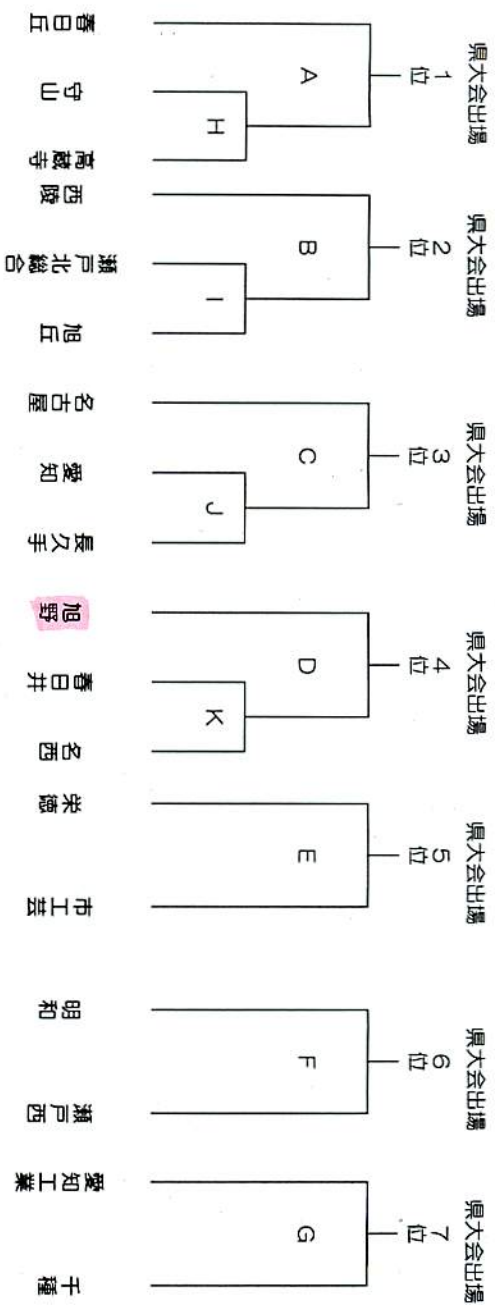 県大会出場
1位
A
H
春日丘
守山
高蔵寺
県大会出場
2位
B
I
西陵
瀬戸北総合
旭丘
県大会出場
3位
C
J
名古屋
愛知
長久手
県大会出場
4位
D
K
旭野
春日井
名西
県大会出場
5位
E
栄徳
市工芸
県大会出場
6位
F
明和
瀬戸西
県大会出場
7位
G
愛知工業
千種